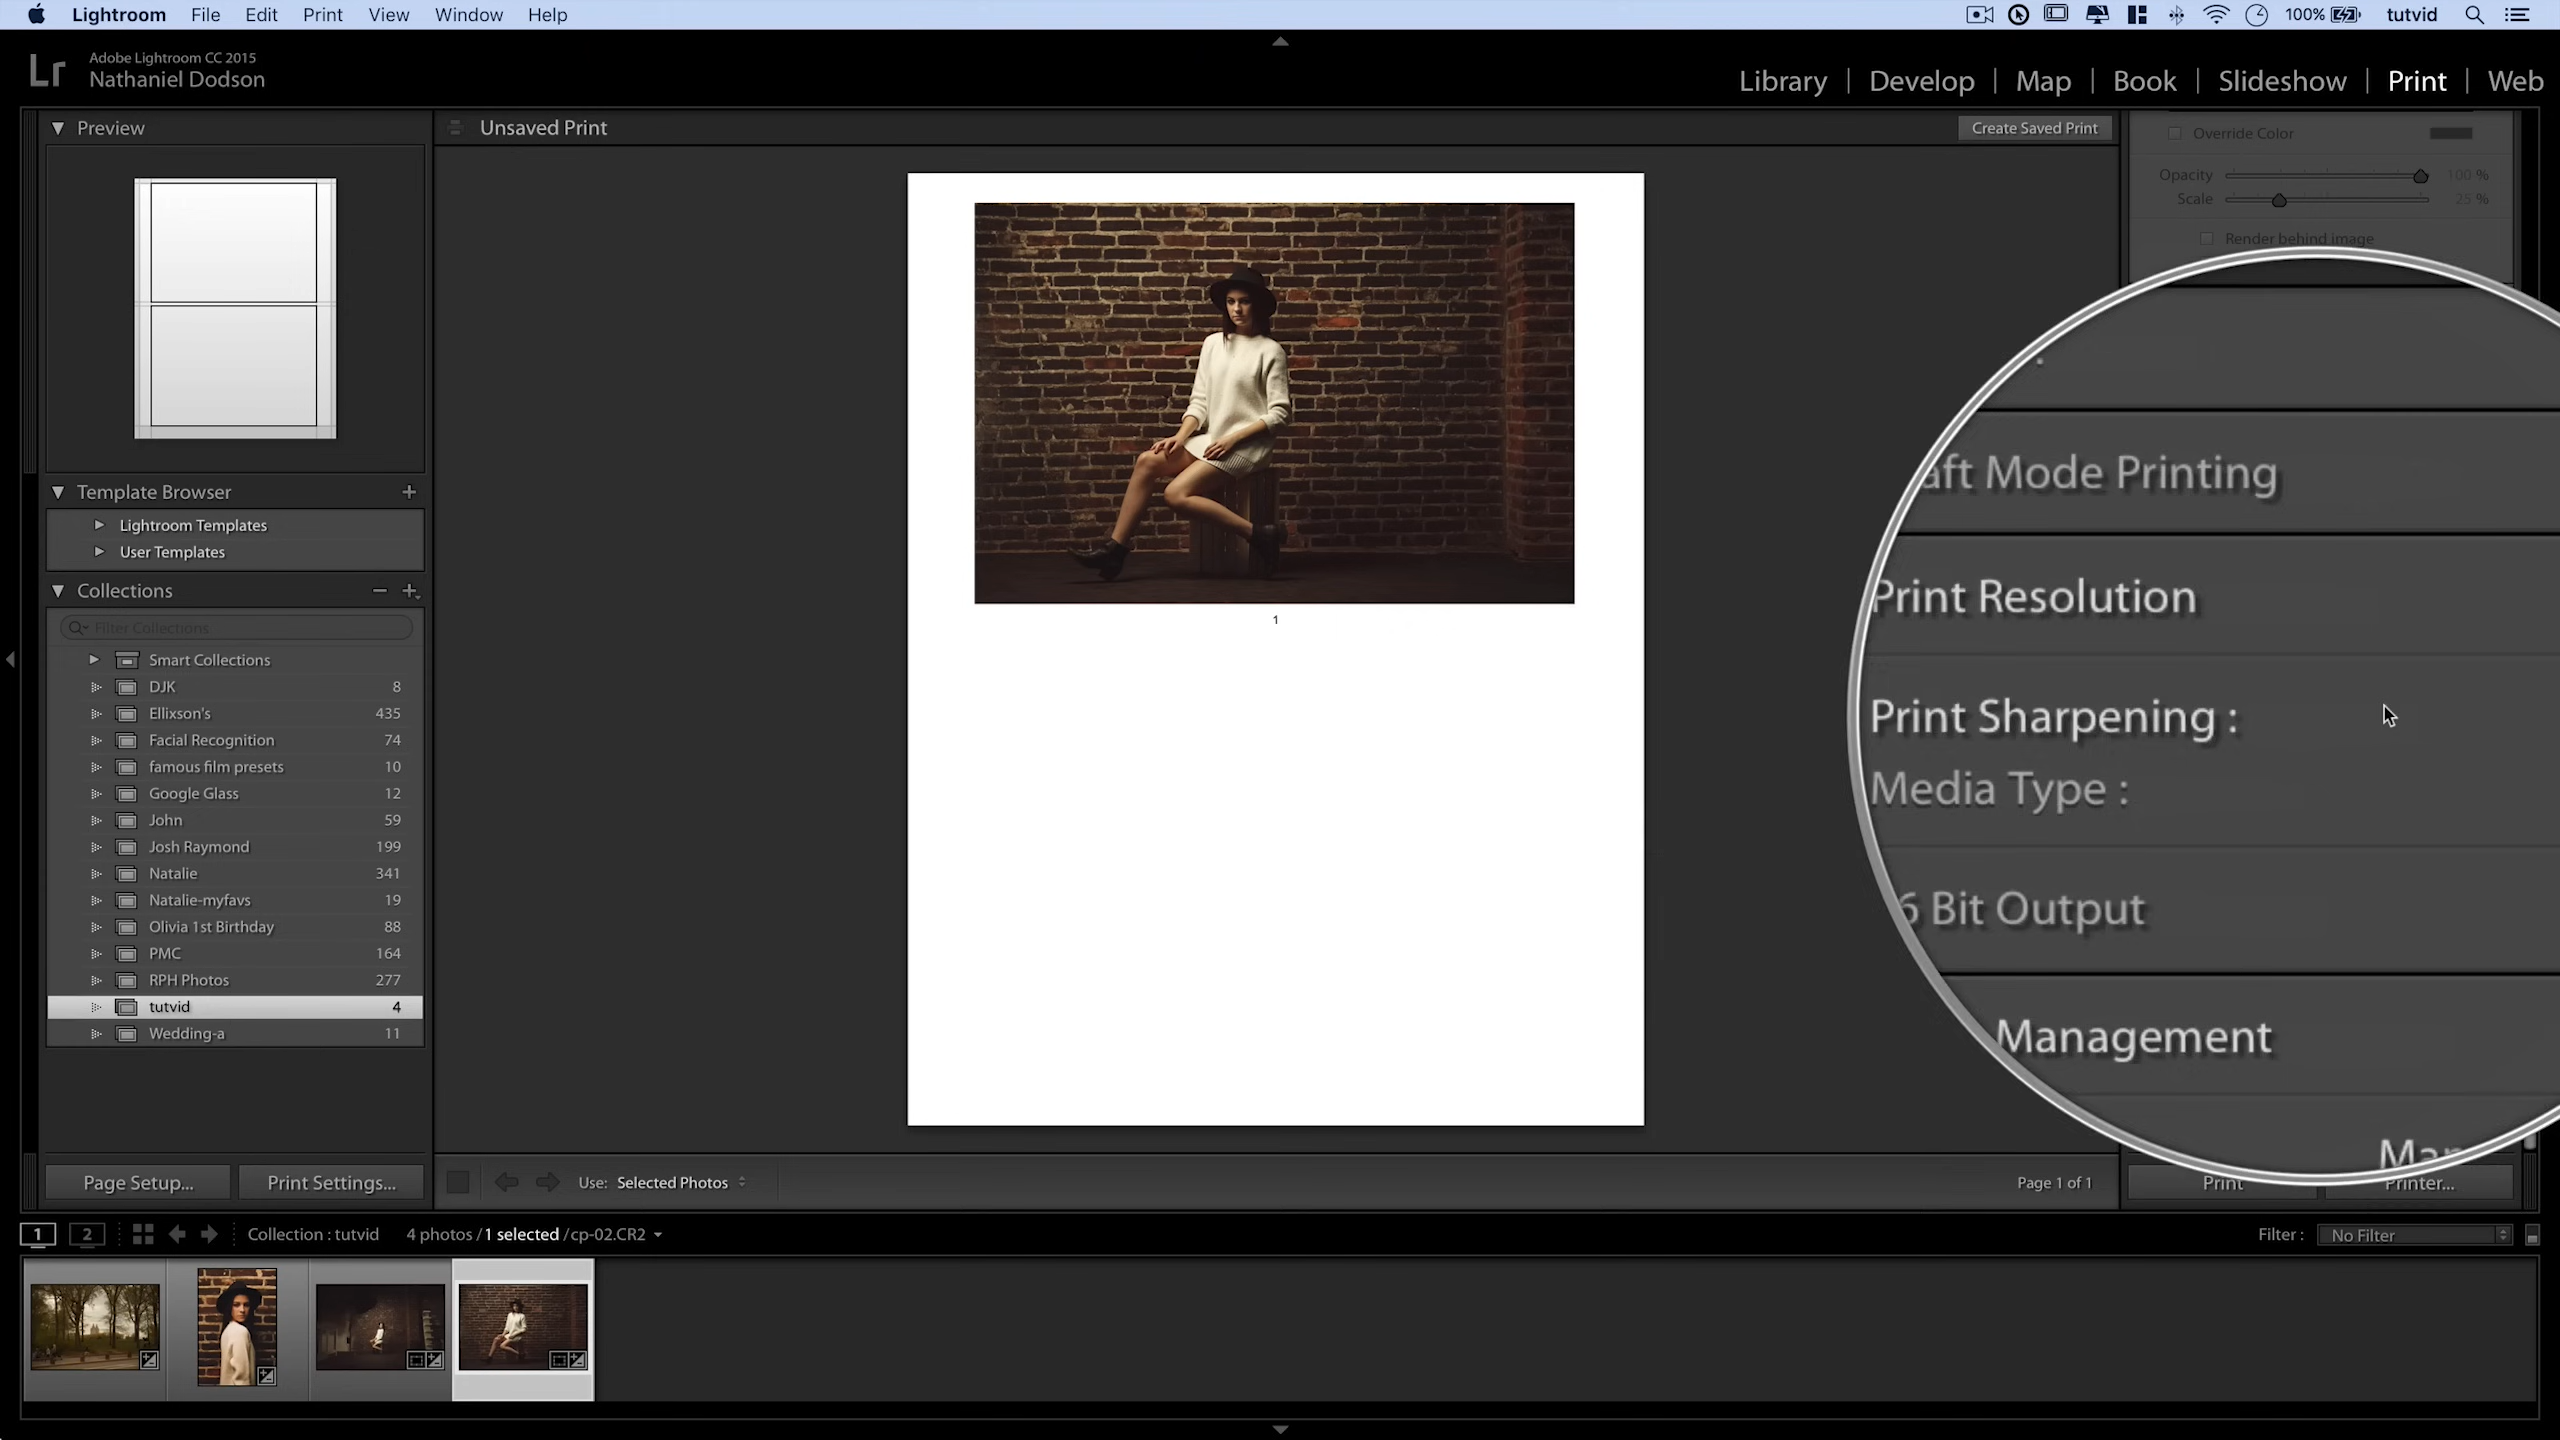 Lightroom File Edit Print View Window Help 100% tutvid
Lr
Adobe Lightroom CC 2015
Nathaniel Dodson
Library | Develop | Map | Book | Slideshow | Print | Web
Preview
Unsaved Print
Create Saved Print
Override Color
Opacity 100 %
Scale 25 %
Render behind image
1
Template Browser
Lightroom Templates
User Templates
Collections
Filter Collections
Smart Collections
DJK 8
Ellixson's 435
Facial Recognition 74
famous film presets 10
Google Glass 12
John 59
Josh Raymond 199
Natalie 341
Natalie-myfavs 19
Olivia 1st Birthday 88
PMC 164
RPH Photos 277
tutvid 4
Wedding-a 11
aft Mode Printing
Print Resolution
Print Sharpening :
Media Type :
6 Bit Output
Management
Page Setup...
Print Settings...
Use: Selected Photos
Page 1 of 1
Print
Printer...
1 2 Collection : tutvid 4 photos / 1 selected / cp-02.CR2
Filter : No Filter